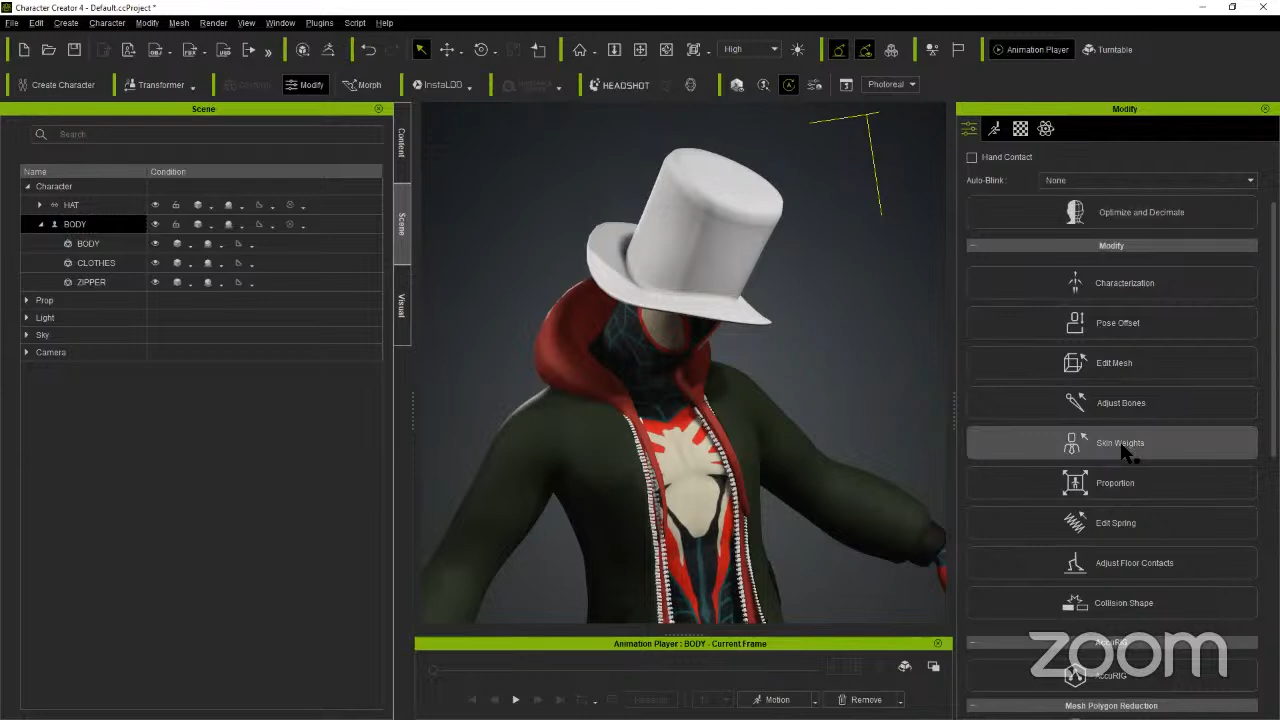 Character Creator 4 - Default.ccProject *
File Edit Create Character Modify Mesh Render View Window Plugins Script Help
High Animation Player Turntable
Create Character Transformer Modify Morph InstaLOD HEADSHOT Photoreal
Scene
Search
Name Condition
Character
HAT
BODY
BODY
CLOTHES
ZIPPER
Prop
Light
Sky
Camera
Content
Scene
Visual
Modify
Hand Contact
Auto-Blink: None
Optimize and Decimate
Modify
Characterization
Pose Offset
Edit Mesh
Adjust Bones
Skin Weights
Proportion
Edit Spring
Adjust Floor Contacts
Collision Shape
AccuRIG
AccuRIG
Mesh Polygon Reduction
zoom
Animation Player : BODY - Current Frame
Motion Remove